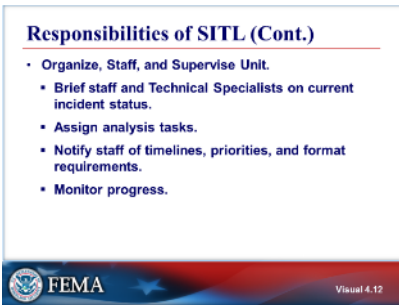 Responsibilities of SITL (Cont.)
• Organize, Staff, and Supervise Unit.
▪ Brief staff and Technical Specialists on current
incident status.
▪ Assign analysis tasks.
▪ Notify staff of timelines, priorities, and format
requirements.
▪ Monitor progress.
FEMA
Visual 4.12